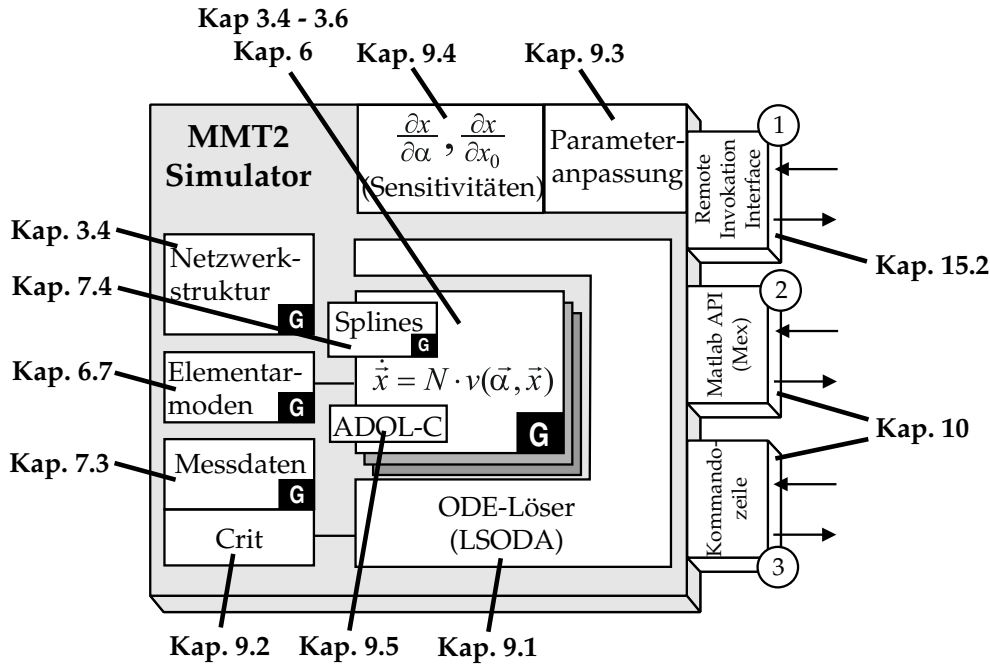 Kap 3.4 - 3.6
Kap. 6
Kap. 9.4
Kap. 9.3
MMT2
Simulator
∂x/∂α, ∂x/∂x₀
(Sensitivitäten)
Parameter-
anpassung
1
Remote
Invokation
Interface
Kap. 15.2
Kap. 3.4
Netzwerk-
struktur
G
Kap. 7.4
Splines
G
2
Matlab API
(Mex)
Kap. 6.7
Elementar-
moden
G
ẋ⃗ = N · v(α⃗, x⃗)
ADOL-C
G
Kap. 10
Kap. 7.3
Messdaten
G
Crit
ODE-Löser
(LSODA)
Kommando-
zeile
3
Kap. 9.2
Kap. 9.5
Kap. 9.1